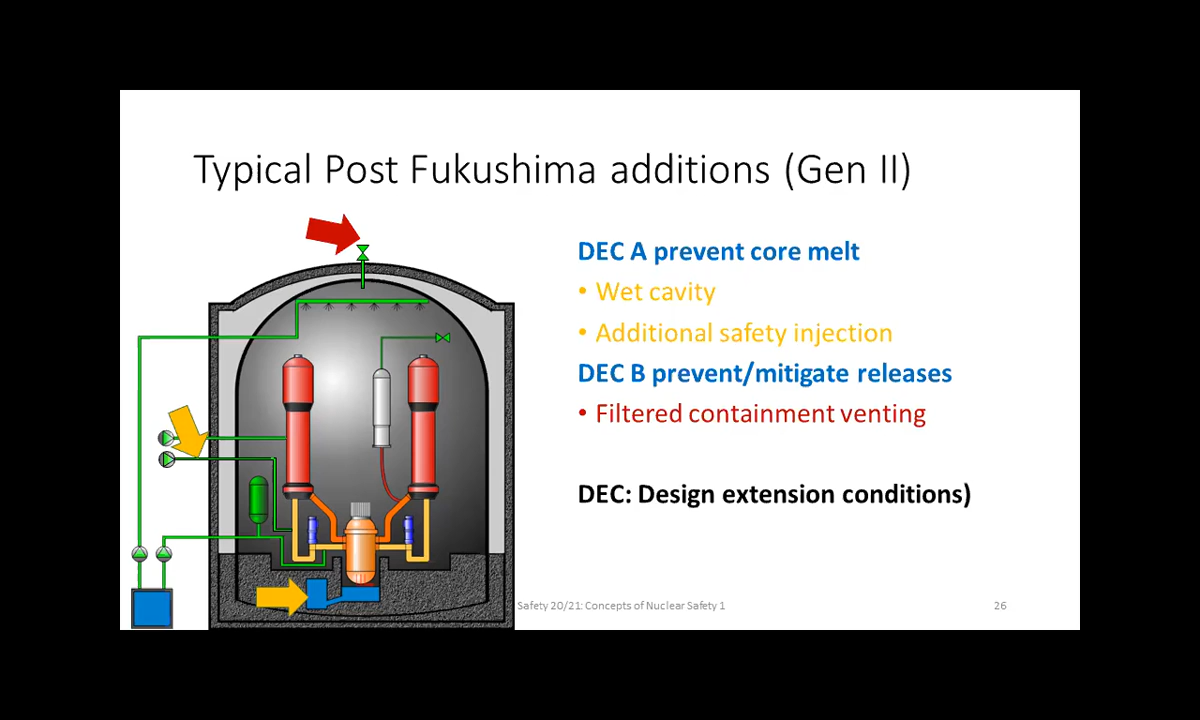 Typical Post Fukushima additions (Gen II)
DEC A prevent core melt
• Wet cavity
• Additional safety injection
DEC B prevent/mitigate releases
• Filtered containment venting
DEC: Design extension conditions)
Safety 20/21: Concepts of Nuclear Safety 1
26